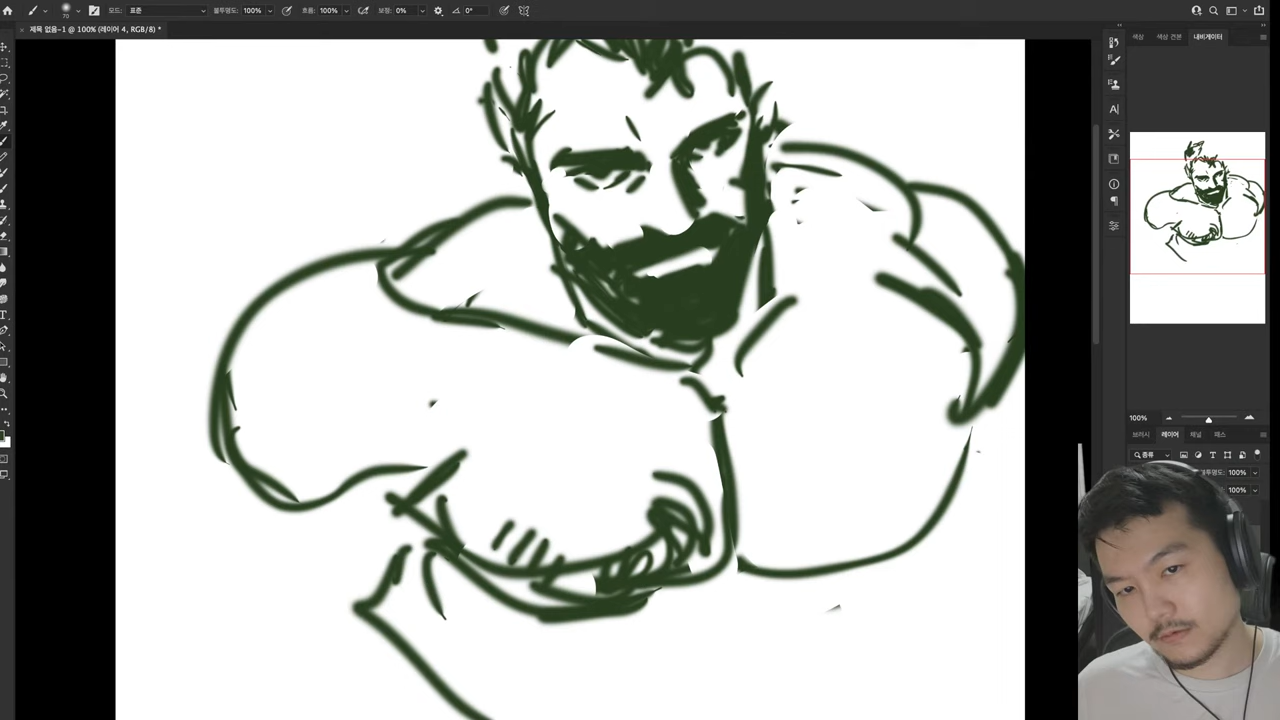 70 모드: 표준 불투명도: 100% 흐름: 100% 보정: 0% 0°
× 제목 없음-1 @ 100% (레이어 4, RGB/8) *
색상 색상 견본 내비게이터
100%
브러시 레이어 채널 패스
종류
불투명도: 100%
100%